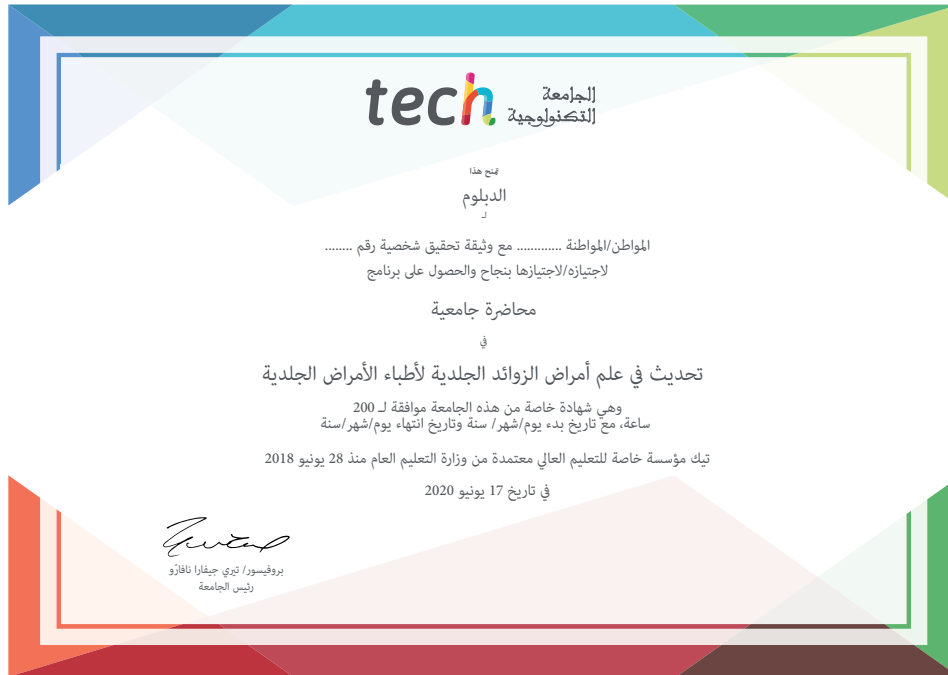 tech الجامعة
التكنولوجية
تمنح هذا
الدبلوم
لـ
المواطن/المواطنة ............. مع وثيقة تحقيق شخصية رقم ........
لاجتيازه/لاجتيازها بنجاح والحصول على برنامج
محاضرة جامعية
في
تحديث في علم أمراض الزوائد الجلدية لأطباء الأمراض الجلدية
وهي شهادة خاصة من هذه الجامعة موافقة لـ 200
ساعة، مع تاريخ بدء يوم/شهر/ سنة وتاريخ انتهاء يوم/شهر/سنة
تيك مؤسسة خاصة للتعليم العالي معتمدة من وزارة التعليم العام منذ 28 يونيو 2018
في تاريخ 17 يونيو 2020
بروفيسور/ تيري جيفارا نافارّو
رئيس الجامعة